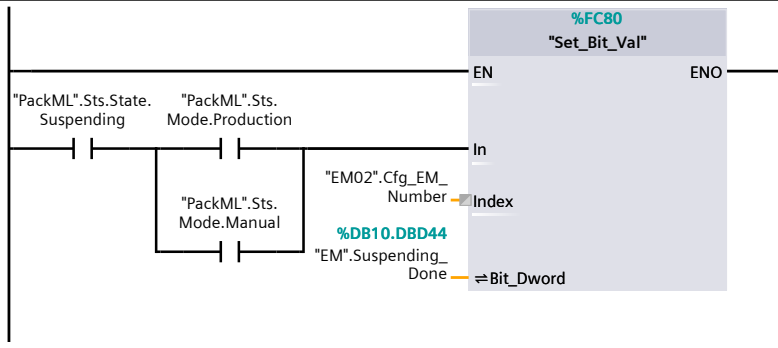 %FC80
"Set_Bit_Val"
EN ENO
"PackML".Sts.State.
Suspending
"PackML".Sts.
Mode.Production
In
"EM02".Cfg_EM_
Number
Index
"PackML".Sts.
Mode.Manual
%DB10.DBD44
"EM".Suspending_
Done
⇌Bit_Dword